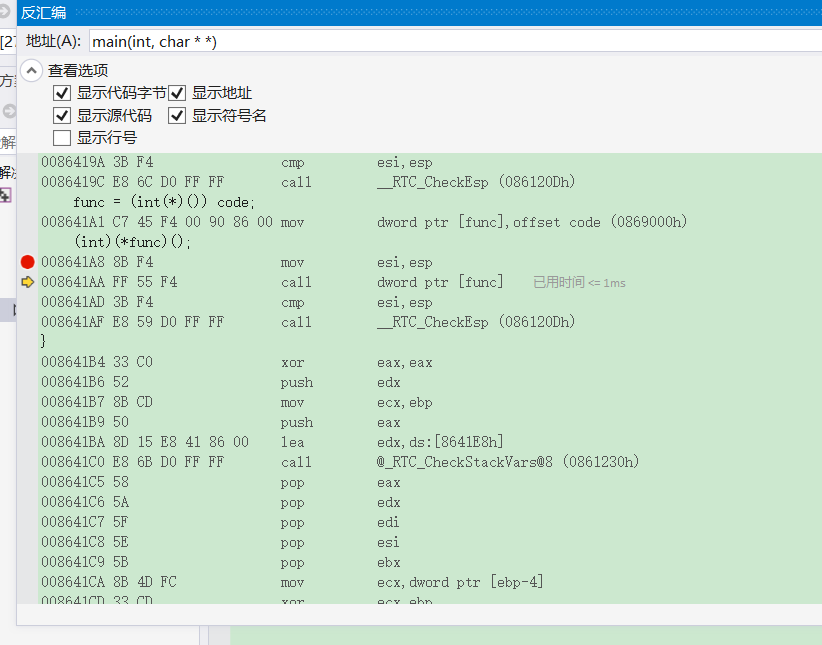 反汇编
地址(A): main(int, char * *)
查看选项
显示代码字节 显示地址
显示源代码 显示符号名
显示行号
0086419A 3B F4 cmp esi,esp
0086419C E8 6C D0 FF FF call __RTC_CheckEsp (086120Dh)
func = (int(*)()) code;
008641A1 C7 45 F4 00 90 86 00 mov dword ptr [func],offset code (0869000h)
(int)(*func)();
008641A8 8B F4 mov esi,esp
008641AA FF 55 F4 call dword ptr [func] 已用时间 <= 1ms
008641AD 3B F4 cmp esi,esp
008641AF E8 59 D0 FF FF call __RTC_CheckEsp (086120Dh)
}
008641B4 33 C0 xor eax,eax
008641B6 52 push edx
008641B7 8B CD mov ecx,ebp
008641B9 50 push eax
008641BA 8D 15 E8 41 86 00 lea edx,ds:[8641E8h]
008641C0 E8 6B D0 FF FF call @_RTC_CheckStackVars@8 (0861230h)
008641C5 58 pop eax
008641C6 5A pop edx
008641C7 5F pop edi
008641C8 5E pop esi
008641C9 5B pop ebx
008641CA 8B 4D FC mov ecx,dword ptr [ebp-4]
008641CD 33 CD xor ecx,ebp